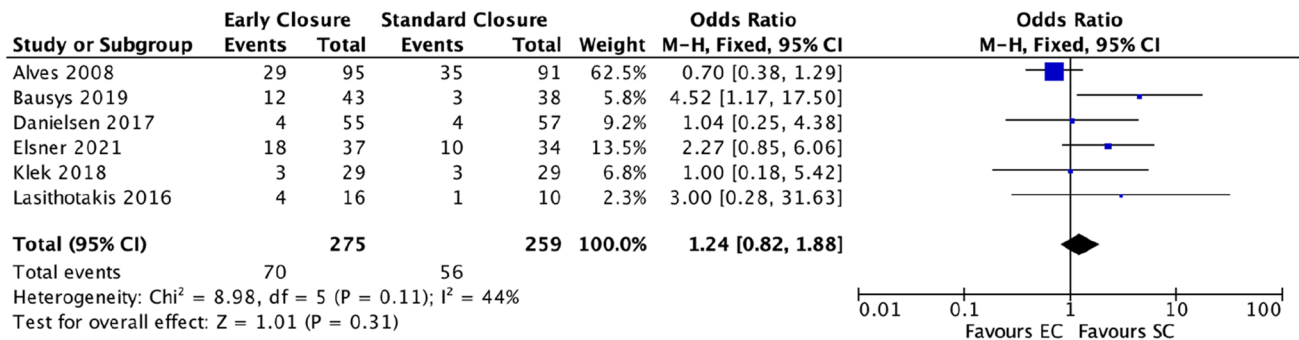 Early Closure Standard Closure Odds Ratio Odds Ratio
Study or Subgroup Events Total Events Total Weight M-H, Fixed, 95% CI M-H, Fixed, 95% CI
Alves 2008 29 95 35 91 62.5% 0.70 [0.38, 1.29]
Bausys 2019 12 43 3 38 5.8% 4.52 [1.17, 17.50]
Danielsen 2017 4 55 4 57 9.2% 1.04 [0.25, 4.38]
Elsner 2021 18 37 10 34 13.5% 2.27 [0.85, 6.06]
Klek 2018 3 29 3 29 6.8% 1.00 [0.18, 5.42]
Lasithotakis 2016 4 16 1 10 2.3% 3.00 [0.28, 31.63]
Total (95% CI) 275 259 100.0% 1.24 [0.82, 1.88]
Total events 70 56
Heterogeneity: Chi² = 8.98, df = 5 (P = 0.11); I² = 44%
Test for overall effect: Z = 1.01 (P = 0.31)
0.01 0.1 1 10 100
Favours EC Favours SC